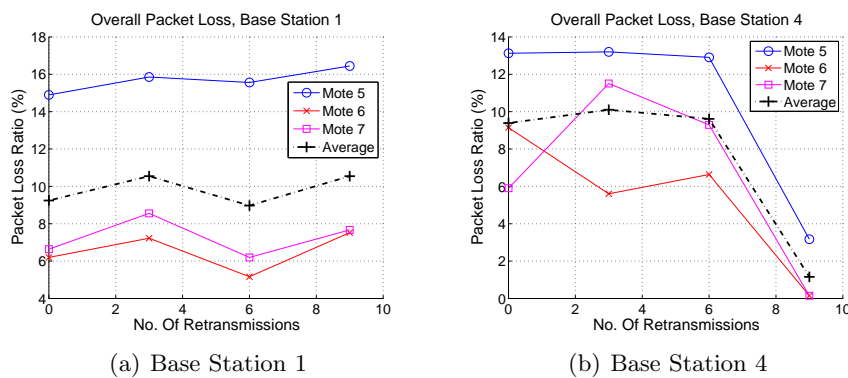 Overall Packet Loss, Base Station 1
18
16
14
12
10
8
6
4
0
2
4
6
8
10
Packet Loss Ratio (%)
No. Of Retransmissions
Mote 5
Mote 6
Mote 7
Average
(a) Base Station 1
Overall Packet Loss, Base Station 4
14
12
10
8
6
4
2
0
0
2
4
6
8
10
Packet Loss Ratio (%)
No. Of Retransmissions
Mote 5
Mote 6
Mote 7
Average
(b) Base Station 4